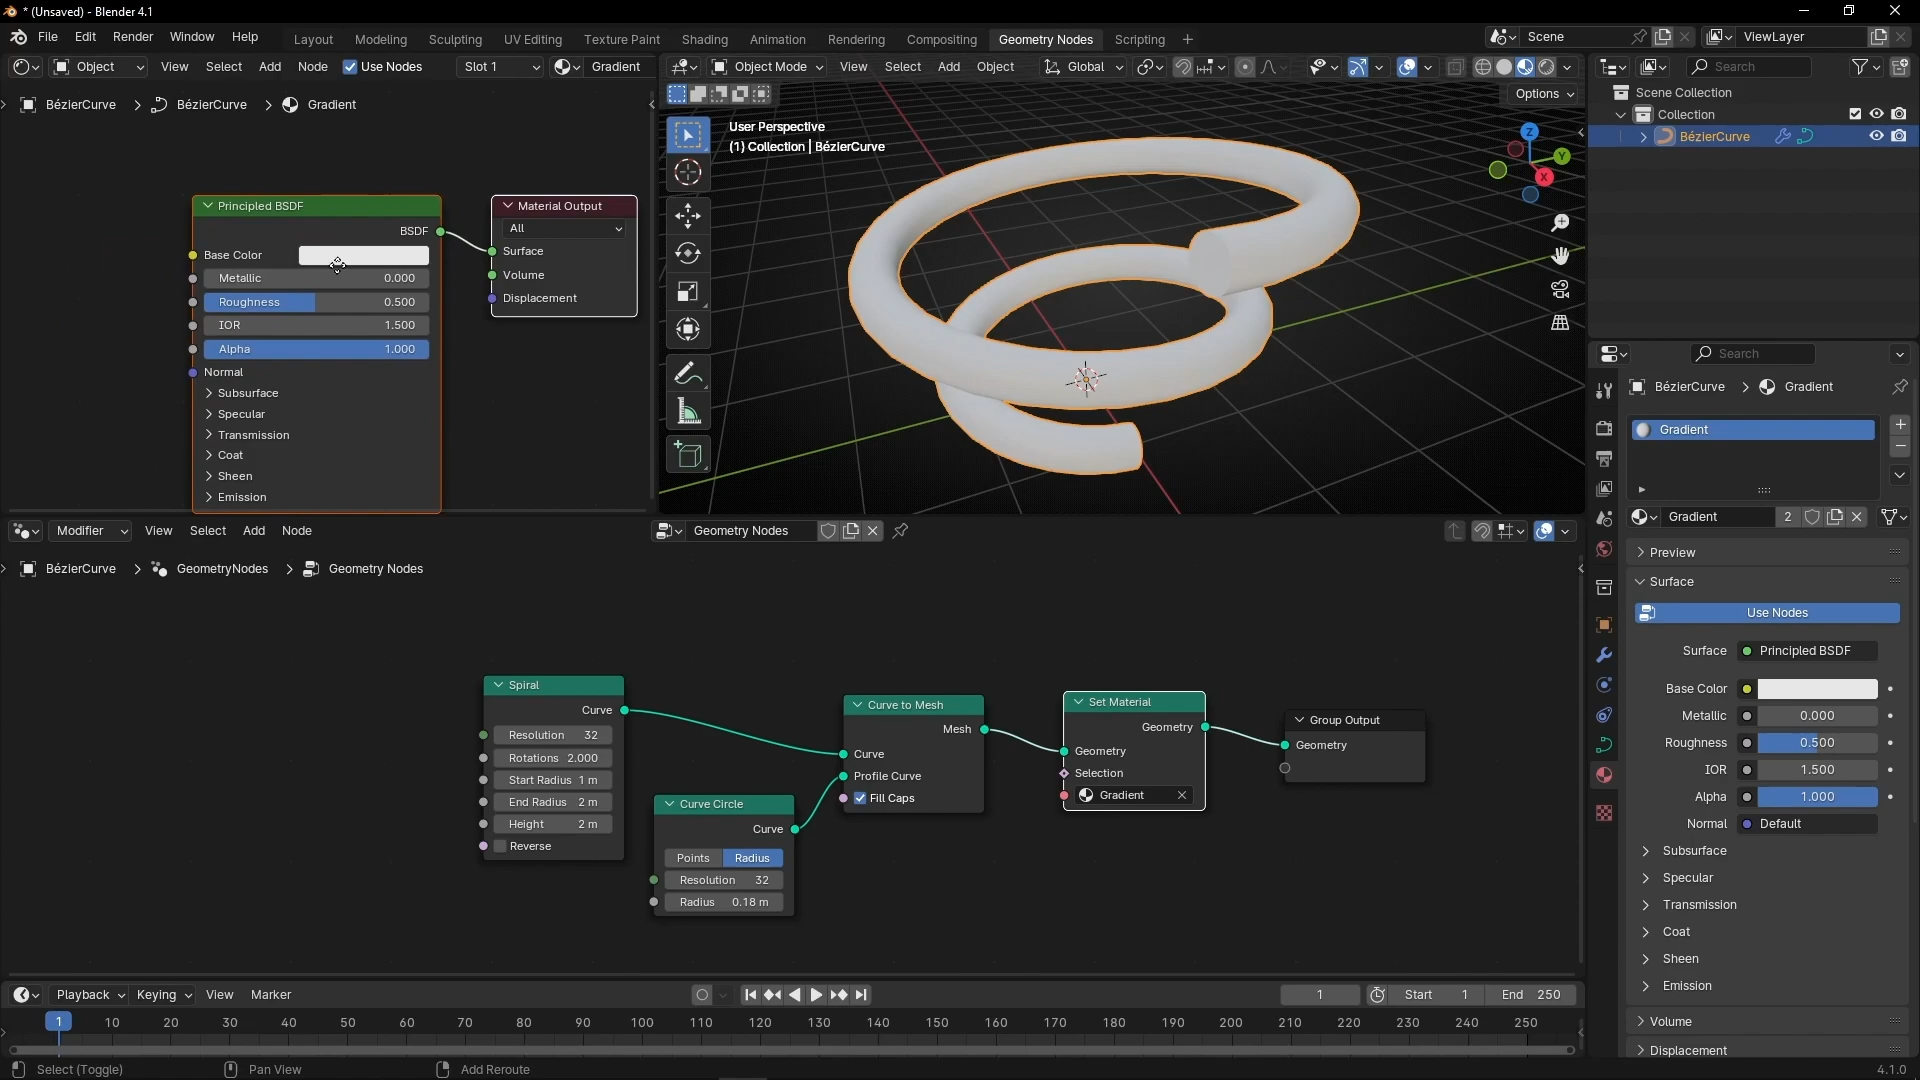 * (Unsaved) - Blender 4.1
File Edit Render Window Help Layout Modeling Sculpting UV Editing Texture Paint Shading Animation Rendering Compositing Geometry Nodes Scripting + Scene ViewLayer
Object View Select Add Node Use Nodes Slot 1 Gradient
BézierCurve > BézierCurve > Gradient
Principled BSDF
BSDF
Base Color
Metallic 0.000
Roughness 0.500
IOR 1.500
Alpha 1.000
Normal
Subsurface
Specular
Transmission
Coat
Sheen
Emission
Material Output
All
Surface
Volume
Displacement
Object Mode View Select Add Object Global
Options
User Perspective
(1) Collection | BézierCurve
Z
Y
X
Search
Scene Collection
Collection
BézierCurve
Search
BézierCurve > Gradient
Gradient
Gradient 2
Preview
Surface
Use Nodes
Surface Principled BSDF
Base Color
Metallic 0.000
Roughness 0.500
IOR 1.500
Alpha 1.000
Normal Default
Subsurface
Specular
Transmission
Coat
Sheen
Emission
Volume
Displacement
Modifier View Select Add Node Geometry Nodes
BézierCurve > GeometryNodes > Geometry Nodes
Spiral
Curve
Resolution 32
Rotations 2.000
Start Radius 1 m
End Radius 2 m
Height 2 m
Reverse
Curve Circle
Curve
Points Radius
Resolution 32
Radius 0.18 m
Curve to Mesh
Mesh
Curve
Profile Curve
Fill Caps
Set Material
Geometry
Geometry
Selection
Gradient
Group Output
Geometry
Playback Keying View Marker 1 Start 1 End 250
1 10 20 30 40 50 60 70 80 90 100 110 120 130 140 150 160 170 180 190 200 210 220 230 240 250
Select (Toggle) Pan View Add Reroute 4.1.0